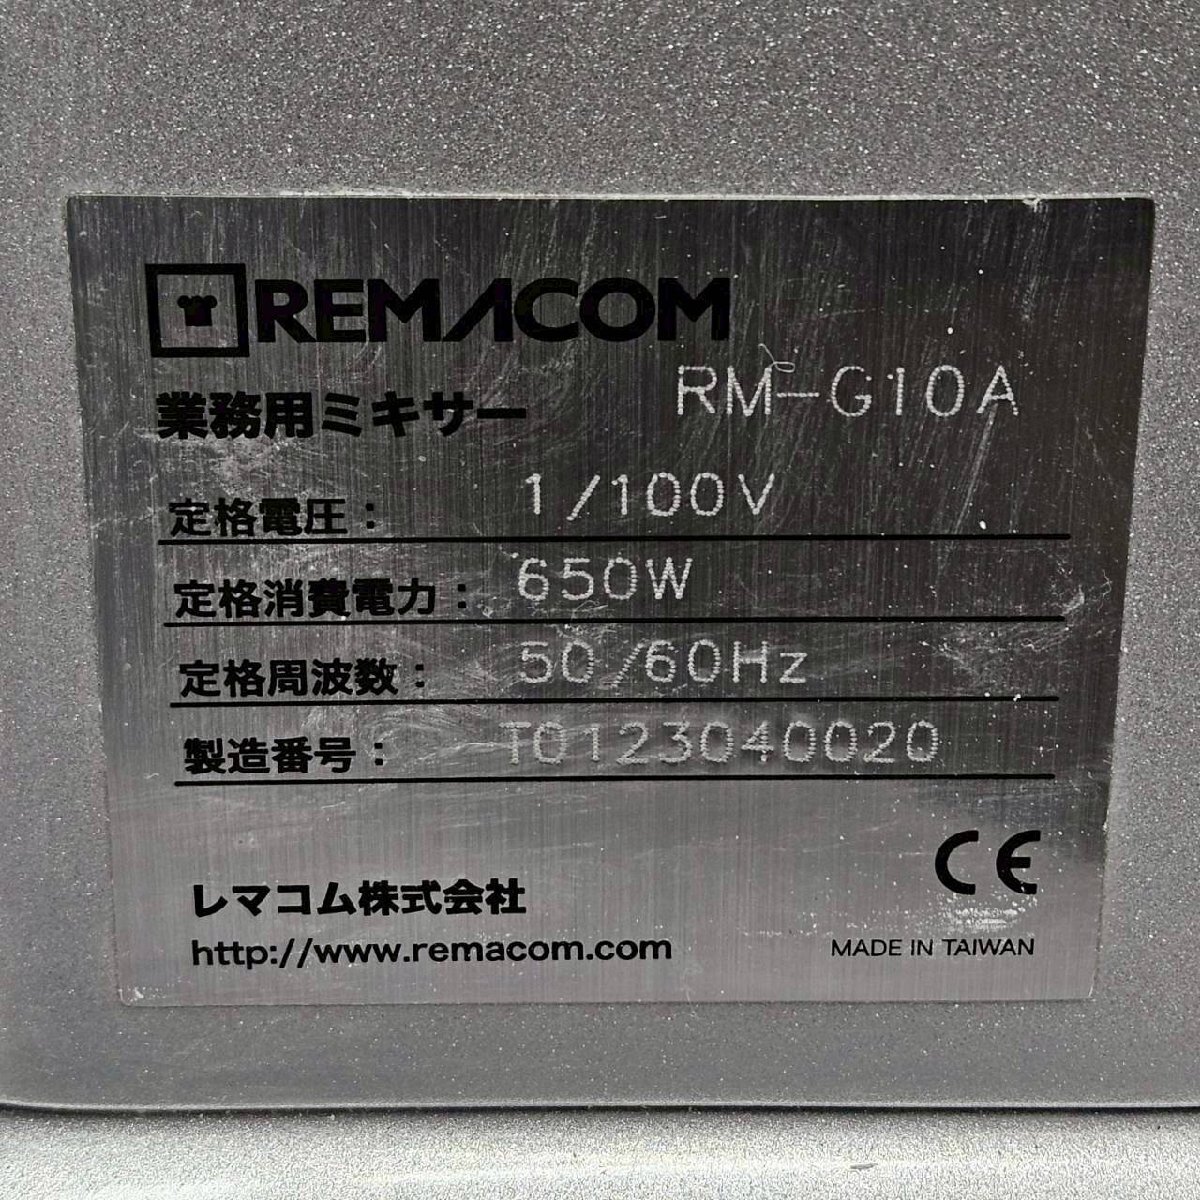 REMACOM
業務用ミキサー RM-G10A
定格電圧: 1/100V
定格消費電力: 650W
定格周波数: 50/60Hz
製造番号: T0123040020
CE
レマコム株式会社
http://www.remacom.com MADE IN TAIWAN